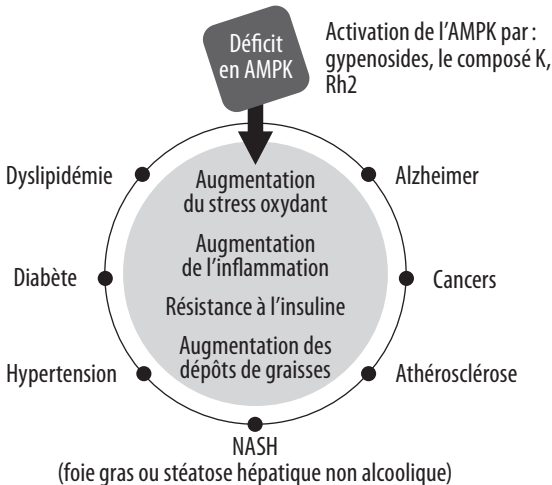 Déficit
en AMPK
Activation de l’AMPK par :
gypenosides, le composé K,
Rh2
Dyslipidémie
Alzheimer
Augmentation
du stress oxydant
Augmentation
de l’inflammation
Diabète
Cancers
Résistance à l’insuline
Augmentation des
dépôts de graisses
Hypertension
Athérosclérose
NASH
(foie gras ou stéatose hépatique non alcoolique)